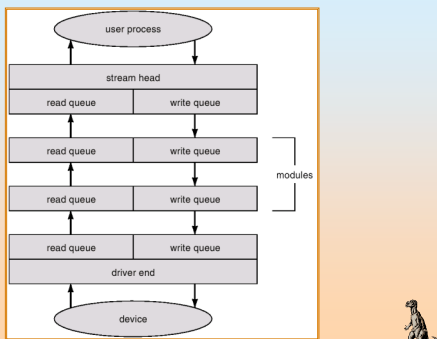 user process
stream head
read queue write queue
read queue write queue
modules
read queue write queue
read queue write queue
driver end
device